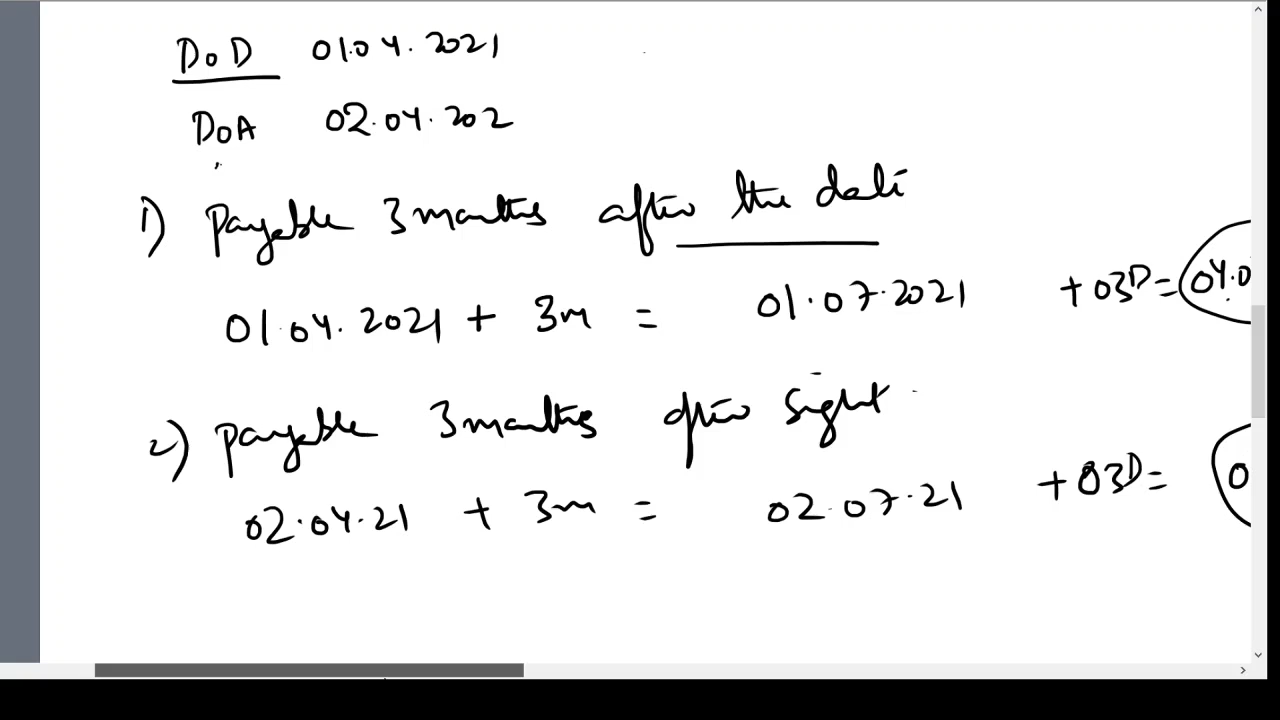 DoD 01.04.2021
DoA 02.04.202
1) Payable 3 months after the date
01.04.2021 + 3m = 01.07.2021 +03D= 04.0
2) Payable 3 months after sight
02.04.21 + 3m = 02.07.21 +03D= 0